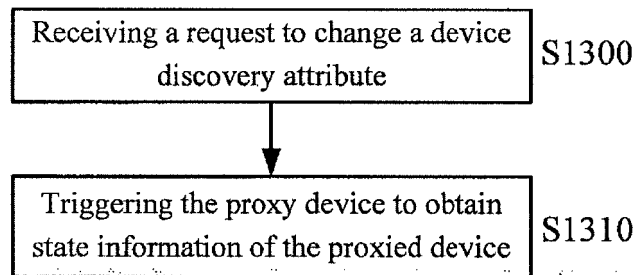 Receiving a request to change a device
discovery attribute
S1300
Triggering the proxy device to obtain
state information of the proxied device
S1310